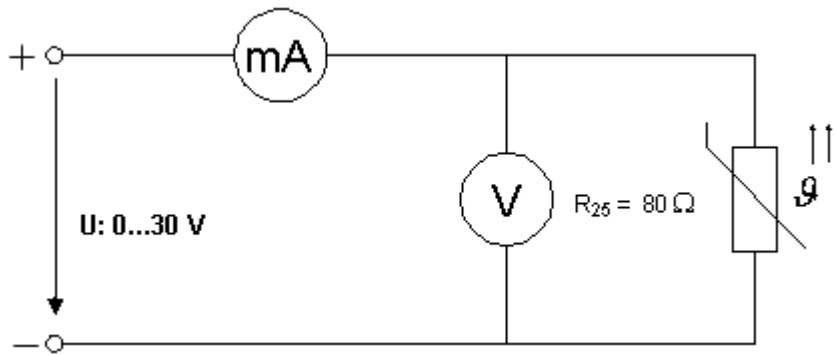 +
mA
V
R₂₅ = 80 Ω
ϑ ↑↑
U: 0...30 V
–